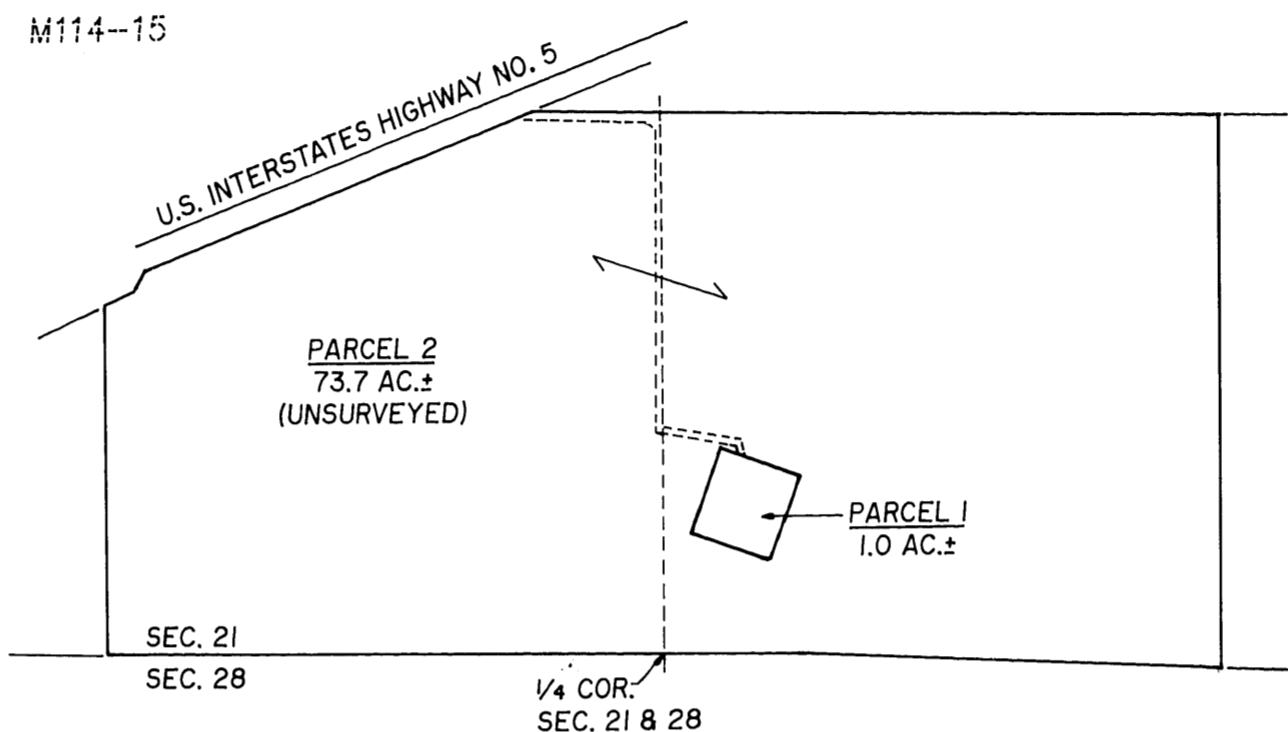 M114--15
U.S. INTERSTATES HIGHWAY NO. 5
PARCEL 2
73.7 AC.±
(UNSURVEYED)
PARCEL 1
1.0 AC.±
SEC. 21
SEC. 28
1/4 COR.
SEC. 21 & 28